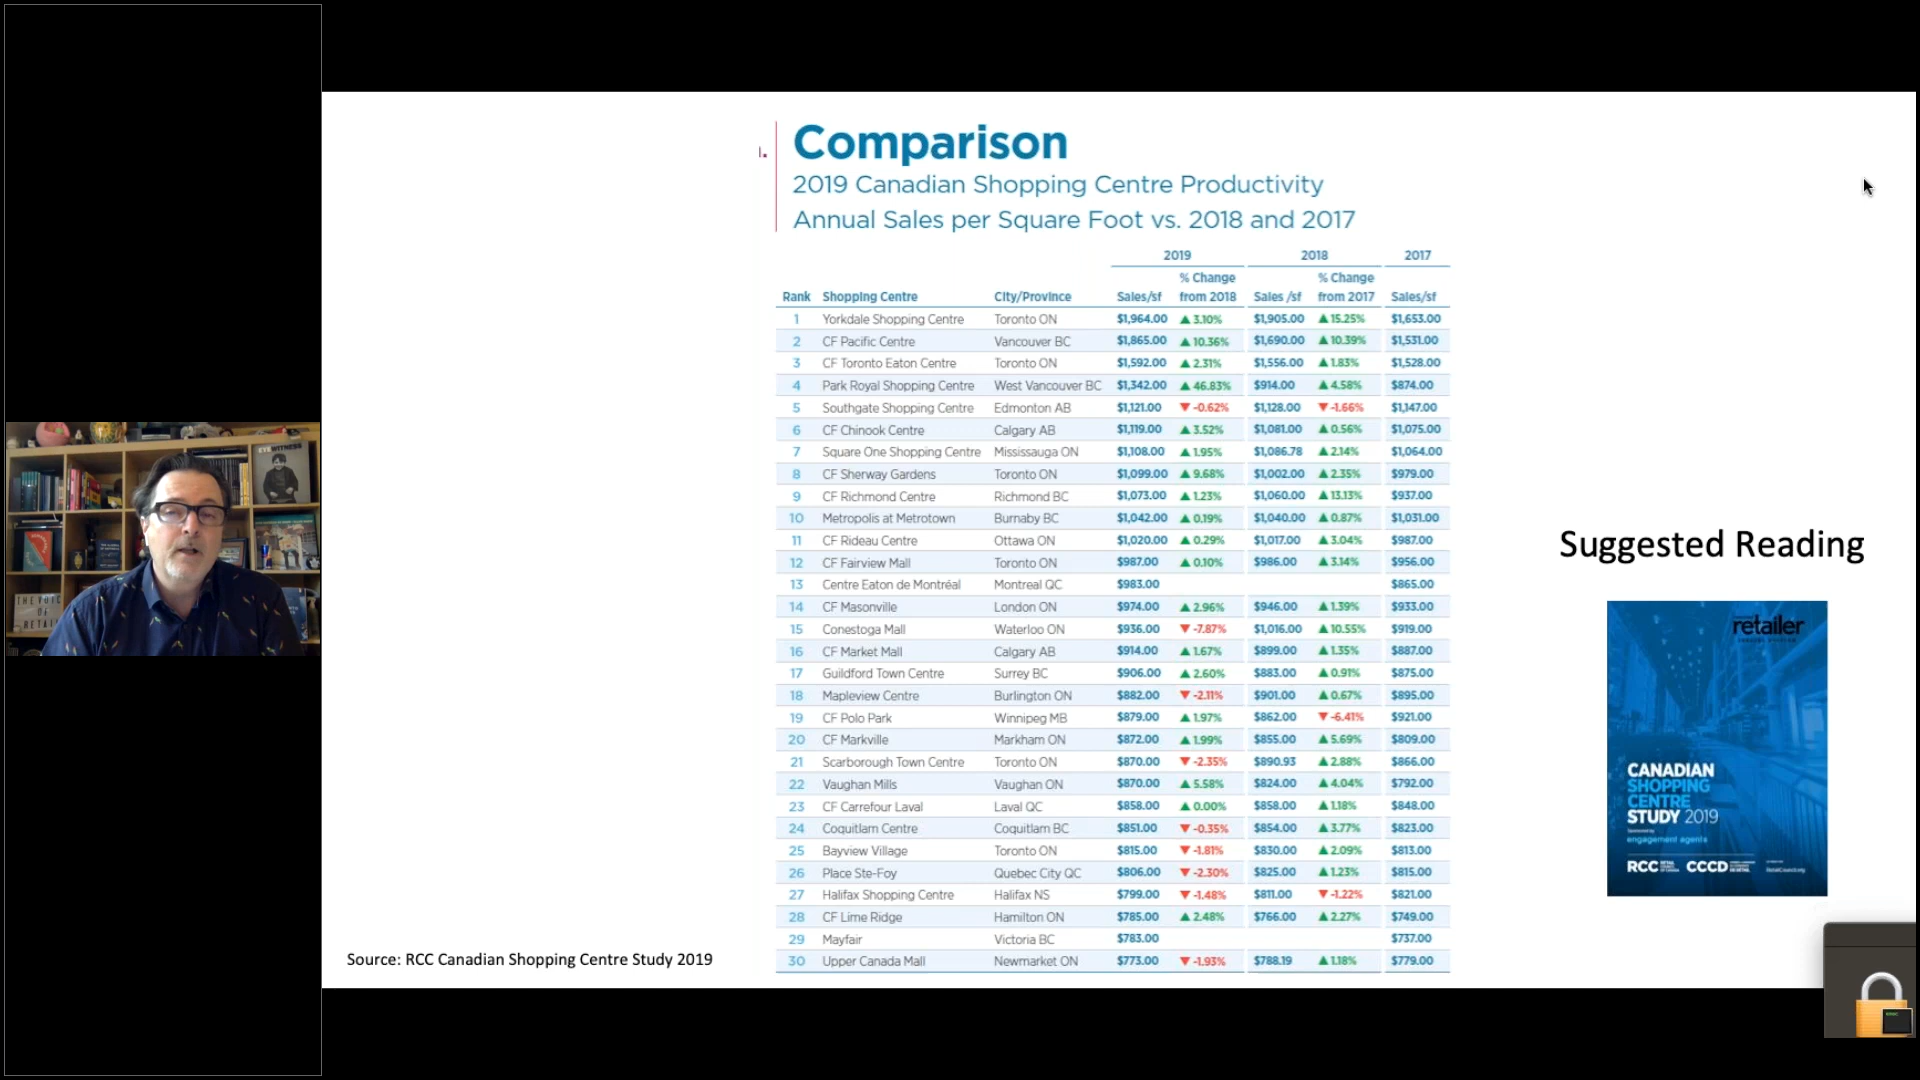 Comparison
2019 Canadian Shopping Centre Productivity
Annual Sales per Square Foot vs. 2018 and 2017
2019 2018 2017
% Change % Change
Rank Shopping Centre City/Province Sales/sf from 2018 Sales /sf from 2017 Sales/sf
1 Yorkdale Shopping Centre Toronto ON $1,964.00 ▲ 3.10% $1,905.00 ▲ 15.25% $1,653.00
2 CF Pacific Centre Vancouver BC $1,865.00 ▲ 10.36% $1,690.00 ▲ 10.39% $1,531.00
3 CF Toronto Eaton Centre Toronto ON $1,592.00 ▲ 2.31% $1,556.00 ▲ 1.83% $1,528.00
4 Park Royal Shopping Centre West Vancouver BC $1,342.00 ▲ 46.83% $914.00 ▲ 4.58% $874.00
5 Southgate Shopping Centre Edmonton AB $1,121.00 ▼ -0.62% $1,128.00 ▼ -1.66% $1,147.00
6 CF Chinook Centre Calgary AB $1,119.00 ▲ 3.52% $1,081.00 ▲ 0.56% $1,075.00
7 Square One Shopping Centre Mississauga ON $1,108.00 ▲ 1.95% $1,086.78 ▲ 2.14% $1,064.00
8 CF Sherway Gardens Toronto ON $1,099.00 ▲ 9.68% $1,002.00 ▲ 2.35% $979.00
9 CF Richmond Centre Richmond BC $1,073.00 ▲ 1.23% $1,060.00 ▲ 13.13% $937.00
10 Metropolis at Metrotown Burnaby BC $1,042.00 ▲ 0.19% $1,040.00 ▲ 0.87% $1,031.00
11 CF Rideau Centre Ottawa ON $1,020.00 ▲ 0.29% $1,017.00 ▲ 3.04% $987.00
12 CF Fairview Mall Toronto ON $987.00 ▲ 0.10% $986.00 ▲ 3.14% $956.00
13 Centre Eaton de Montréal Montreal QC $983.00 $865.00
14 CF Masonville London ON $974.00 ▲ 2.96% $946.00 ▲ 1.39% $933.00
15 Conestoga Mall Waterloo ON $936.00 ▼ -7.87% $1,016.00 ▲ 10.55% $919.00
16 CF Market Mall Calgary AB $914.00 ▲ 1.67% $899.00 ▲ 1.35% $887.00
17 Guildford Town Centre Surrey BC $906.00 ▲ 2.60% $883.00 ▲ 0.91% $875.00
18 Mapleview Centre Burlington ON $882.00 ▼ -2.11% $901.00 ▲ 0.67% $895.00
19 CF Polo Park Winnipeg MB $879.00 ▲ 1.97% $862.00 ▼ -6.41% $921.00
20 CF Markville Markham ON $872.00 ▲ 1.99% $855.00 ▲ 5.69% $809.00
21 Scarborough Town Centre Toronto ON $870.00 ▼ -2.35% $890.93 ▲ 2.88% $866.00
22 Vaughan Mills Vaughan ON $870.00 ▲ 5.58% $824.00 ▲ 4.04% $792.00
23 CF Carrefour Laval Laval QC $858.00 ▲ 0.00% $858.00 ▲ 1.18% $848.00
24 Coquitlam Centre Coquitlam BC $851.00 ▼ -0.35% $854.00 ▲ 3.77% $823.00
25 Bayview Village Toronto ON $815.00 ▼ -1.81% $830.00 ▲ 2.09% $813.00
26 Place Ste-Foy Quebec City QC $806.00 ▼ -2.30% $825.00 ▲ 1.23% $815.00
27 Halifax Shopping Centre Halifax NS $799.00 ▼ -1.48% $811.00 ▼ -1.22% $821.00
28 CF Lime Ridge Hamilton ON $785.00 ▲ 2.48% $766.00 ▲ 2.27% $749.00
29 Mayfair Victoria BC $783.00 $737.00
30 Upper Canada Mall Newmarket ON $773.00 ▼ -1.93% $788.19 ▲ 1.18% $779.00
Source: RCC Canadian Shopping Centre Study 2019
Suggested Reading
retailer
CANADIAN
SHOPPING
CENTRE
STUDY 2019
engagement agents
RCC CCCD
EYEWITNESS
THE VOICE
OF
RETAIL